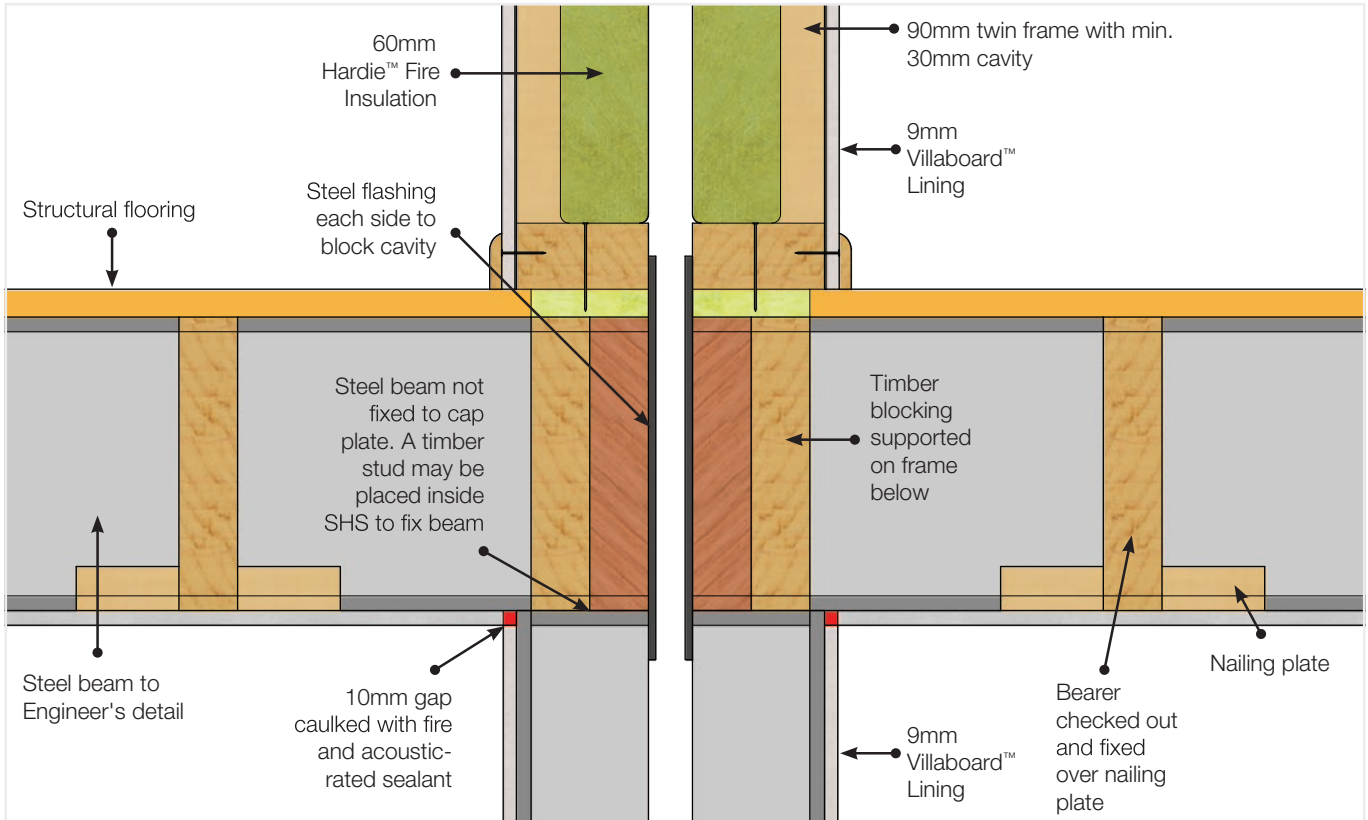 60mm
Hardie™ Fire
Insulation
90mm twin frame with min.
30mm cavity
9mm
Villaboard™
Lining
Structural flooring
Steel flashing
each side to
block cavity
Steel beam not
fixed to cap
plate. A timber
stud may be
placed inside
SHS to fix beam
Timber
blocking
supported
on frame
below
Steel beam to
Engineer's detail
10mm gap
caulked with fire
and acoustic-
rated sealant
9mm
Villaboard™
Lining
Bearer
checked out
and fixed
over nailing
plate
Nailing plate